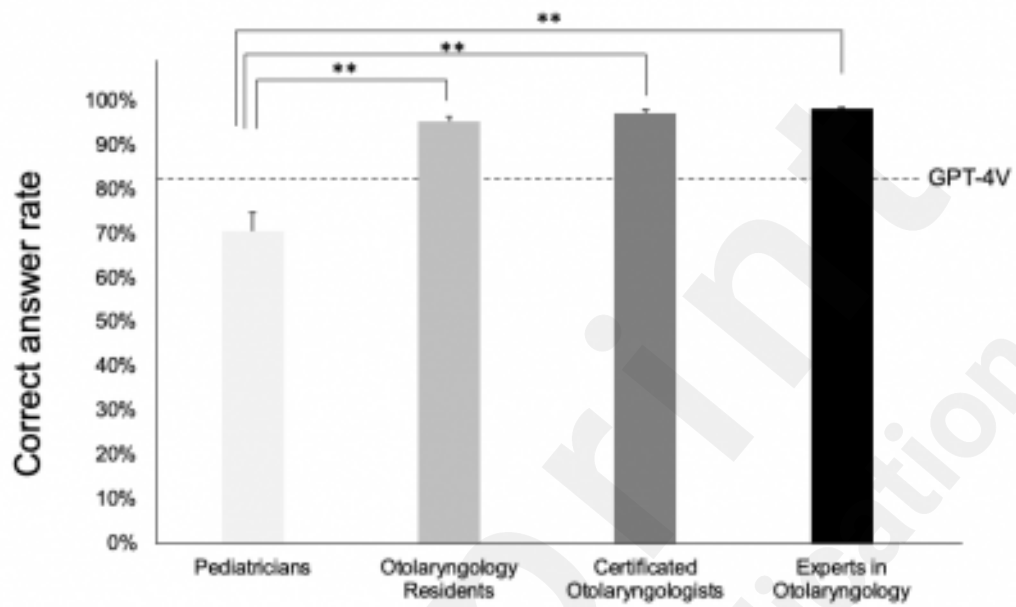 **
**
**
100%
90%
80%
70%
60%
50%
40%
30%
20%
10%
0%
Correct answer rate
GPT-4V
Pediatricians
Otolaryngology
Residents
Certificated
Otolaryngologists
Experts in
Otolaryngology
print